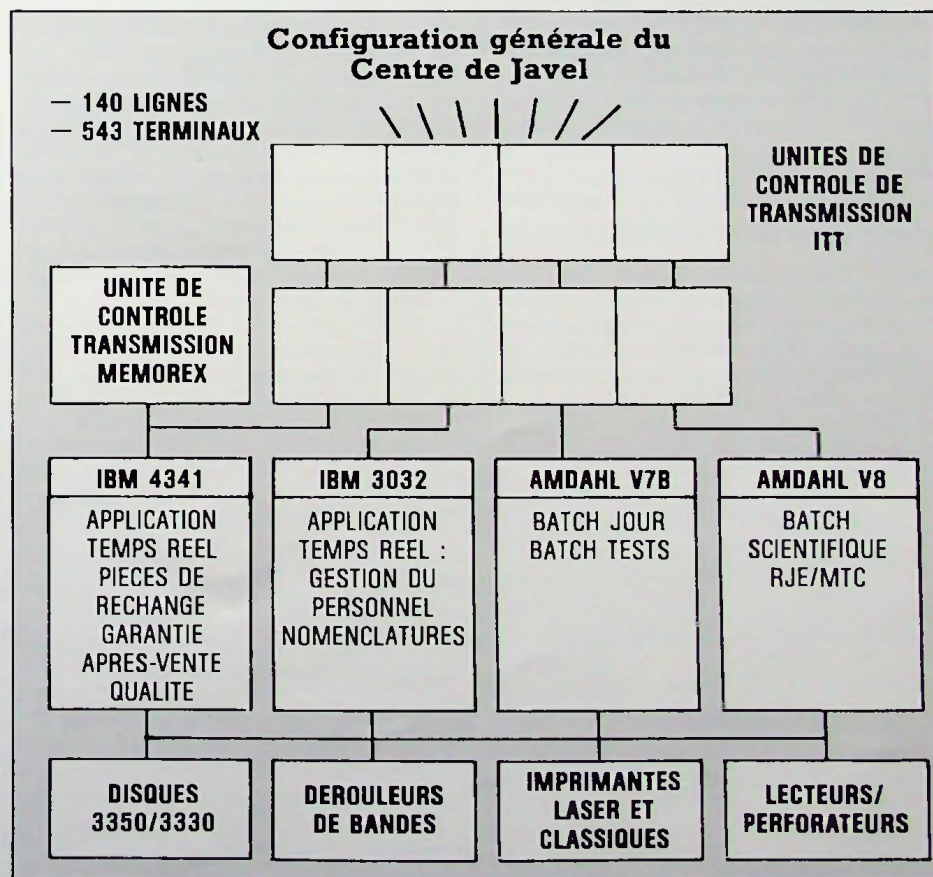 Configuration générale du
Centre de Javel
— 140 LIGNES
— 543 TERMINAUX
UNITES DE
CONTROLE DE
TRANSMISSION
ITT
UNITE DE
CONTROLE
TRANSMISSION
MEMOREX
IBM 4341
APPLICATION
TEMPS REEL
PIECES DE
RECHANGE
GARANTIE
APRES-VENTE
QUALITE
IBM 3032
APPLICATION
TEMPS REEL :
GESTION DU
PERSONNEL
NOMENCLATURES
AMDAHL V7B
BATCH JOUR
BATCH TESTS
AMDAHL V8
BATCH
SCIENTIFIQUE
RJE/MTC
DISQUES
3350/3330
DEROULEURS
DE BANDES
IMPRIMANTES
LASER ET
CLASSIQUES
LECTEURS/
PERFORATEURS